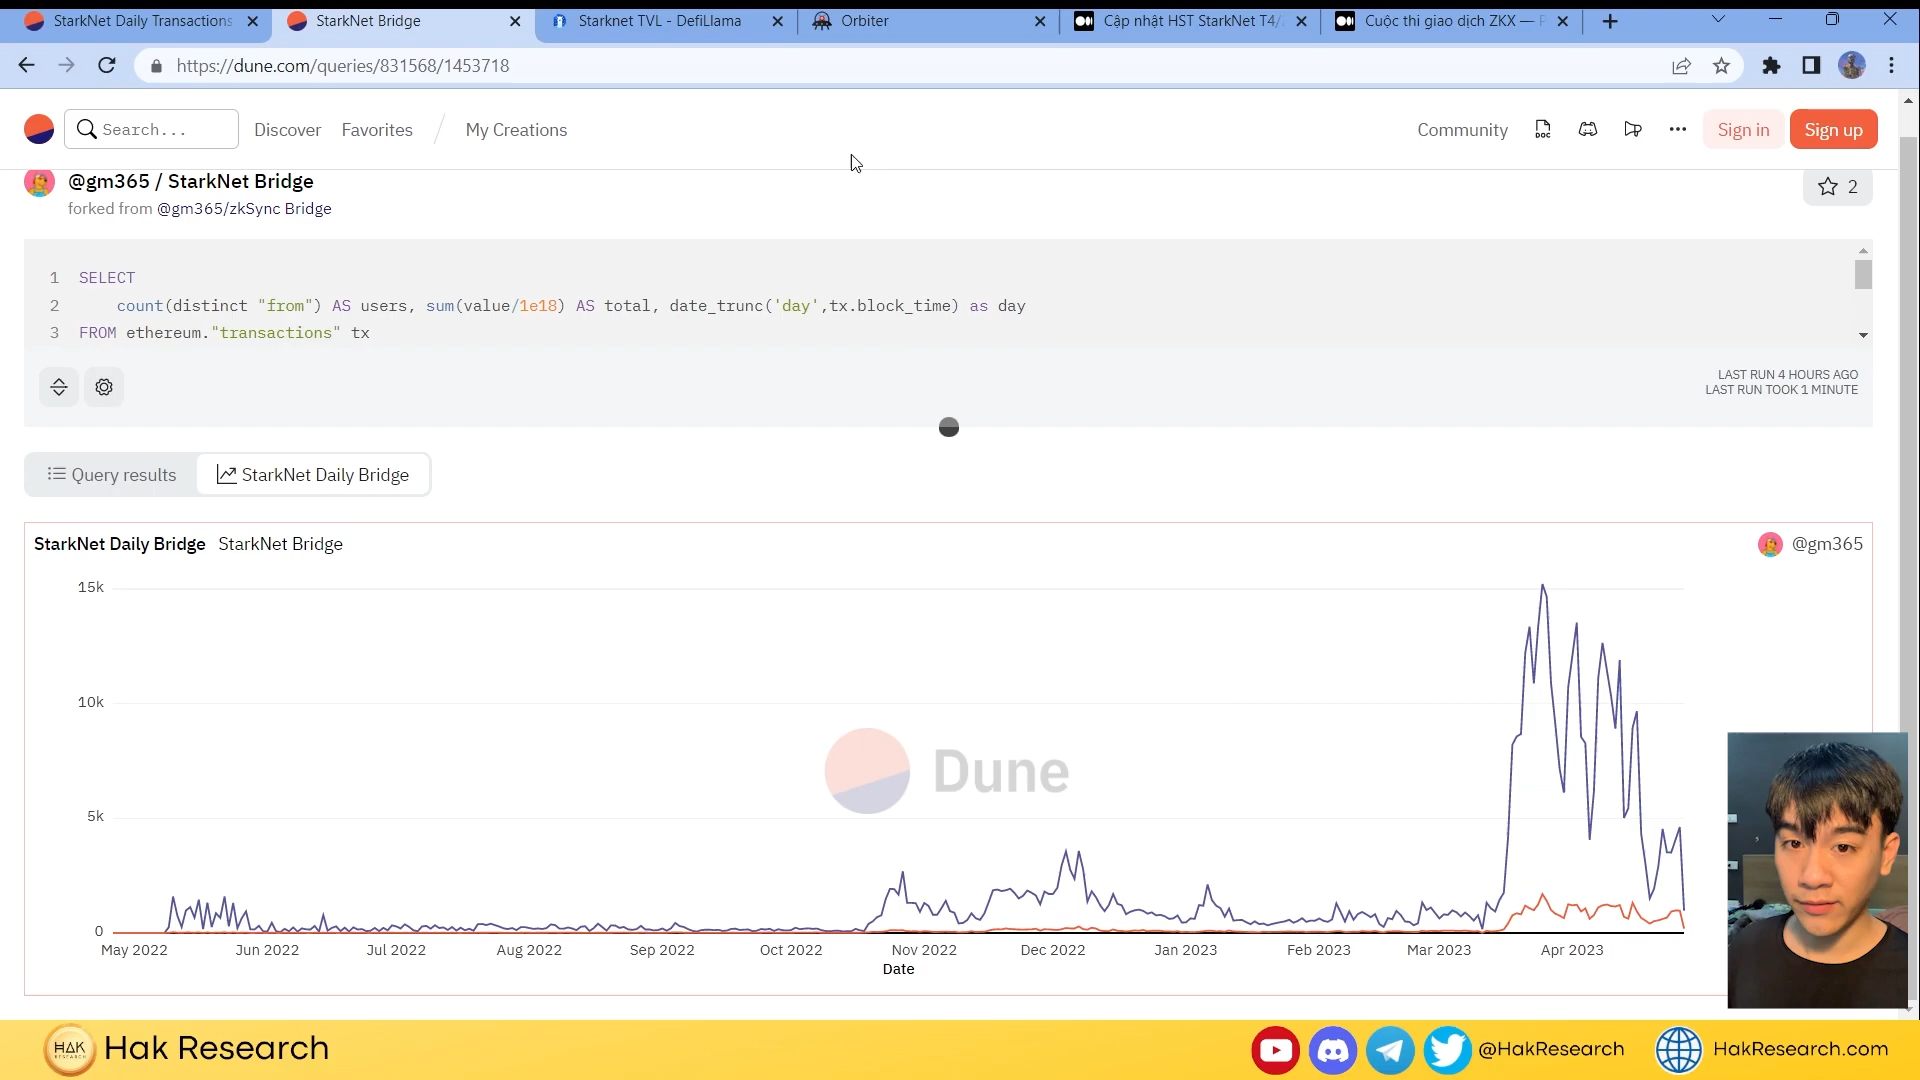 StarkNet Daily Transactions
StarkNet Bridge
Starknet TVL - DefiLlama
Orbiter
Cập nhật HST StarkNet T4/
Cuộc thi giao dịch ZKX —
https://dune.com/queries/831568/1453718
Search...
Discover
Favorites
My Creations
Community
DOC
Sign in
Sign up
@gm365 / StarkNet Bridge
forked from @gm365/zkSync Bridge
2
1 SELECT
2 count(distinct "from") AS users, sum(value/1e18) AS total, date_trunc('day',tx.block_time) as day
3 FROM ethereum."transactions" tx
LAST RUN 4 HOURS AGO
LAST RUN TOOK 1 MINUTE
Query results
StarkNet Daily Bridge
StarkNet Daily Bridge StarkNet Bridge
@gm365
15k
10k
5k
0
Dune
May 2022 Jun 2022 Jul 2022 Aug 2022 Sep 2022 Oct 2022 Nov 2022 Dec 2022 Jan 2023 Feb 2023 Mar 2023 Apr 2023
Date
HAK
RESEARCH
Hak Research
@HakResearch
HakResearch.com